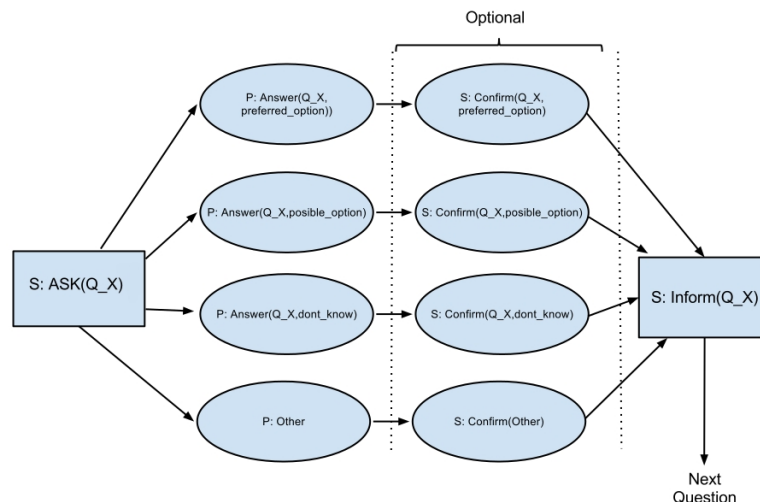 Optional
P: Answer(Q_X,
preferred_option))
S: Confirm(Q_X,
preferred_option)
P: Answer(Q_X,posible_option)
S: Confirm(Q_X,posible_option)
S: ASK(Q_X)
S: Inform(Q_X)
P: Answer(Q_X,dont_know)
S: Confirm(Q_X,dont_know)
P: Other
S: Confirm(Other)
Next
Question